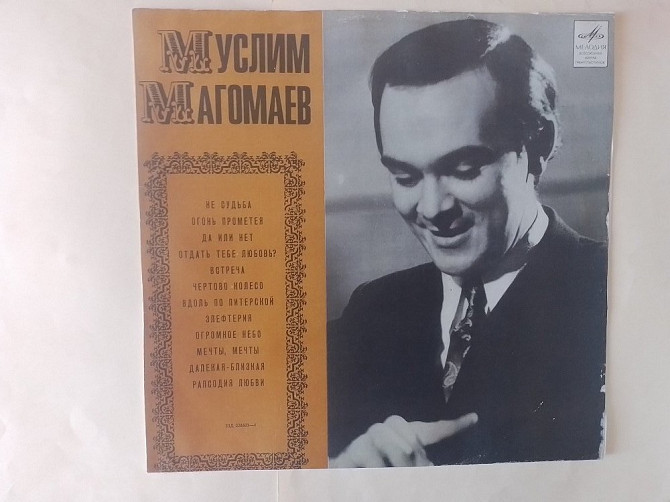 МУСЛИМ
МАГОМАЕВ
МЕЛОДИЯ
НЕ СУДЬБА
ОГОНЬ ПРОМЕТЕЯ
ДА ИЛИ НЕТ
ОТДАТЬ ТЕБЕ ЛЮБОВЬ?
ВСТРЕЧА
ЧЕРТОВО КОЛЕСО
ВДОЛЬ ПО ПИТЕРСКОЙ
ЭЛЕФТЕРИЯ
ОГРОМНОЕ НЕБО
МЕЧТЫ, МЕЧТЫ
ДАЛЕКАЯ-БЛИЗКАЯ
РАПСОДИЯ ЛЮБВИ